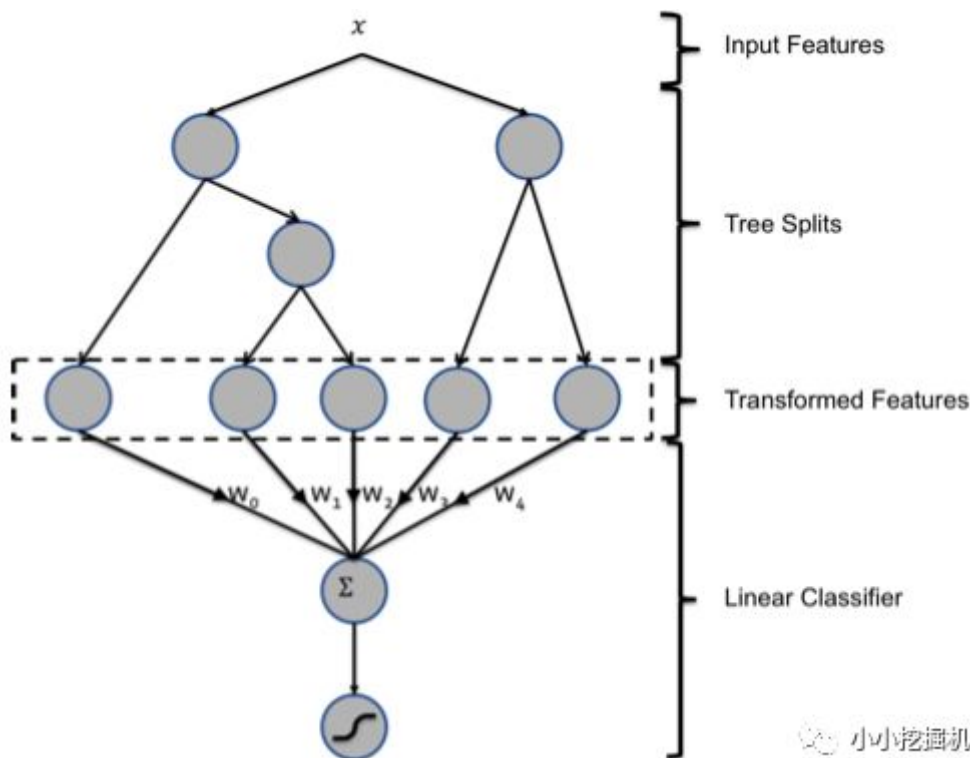 x
Input Features
Tree Splits
Transformed Features
W₀ W₁ W₂ W₃ W₄
Σ
Linear Classifier
小小挖掘机